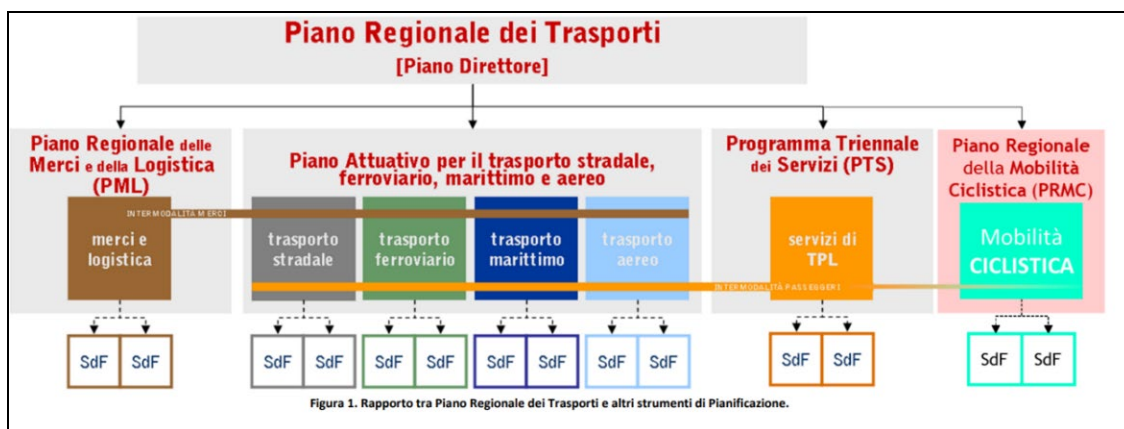 Piano Regionale dei Trasporti
[Piano Direttore]
Piano Regionale delle
Merci e della Logistica
(PML)
Piano Attuativo per il trasporto stradale,
ferroviario, marittimo e aereo
Programma Triennale
dei Servizi (PTS)
Piano Regionale
della Mobilità
Ciclistica (PRMC)
INTERMODALITÀ MERCI
merci e
logistica
trasporto
stradale
trasporto
ferroviario
trasporto
marittimo
trasporto
aereo
servizi di
TPL
Mobilità
CICLISTICA
INTERMODALITÀ PASSEGGERI
SdF SdF SdF SdF SdF SdF SdF SdF SdF SdF SdF SdF SdF SdF
Figura 1. Rapporto tra Piano Regionale dei Trasporti e altri strumenti di Pianificazione.